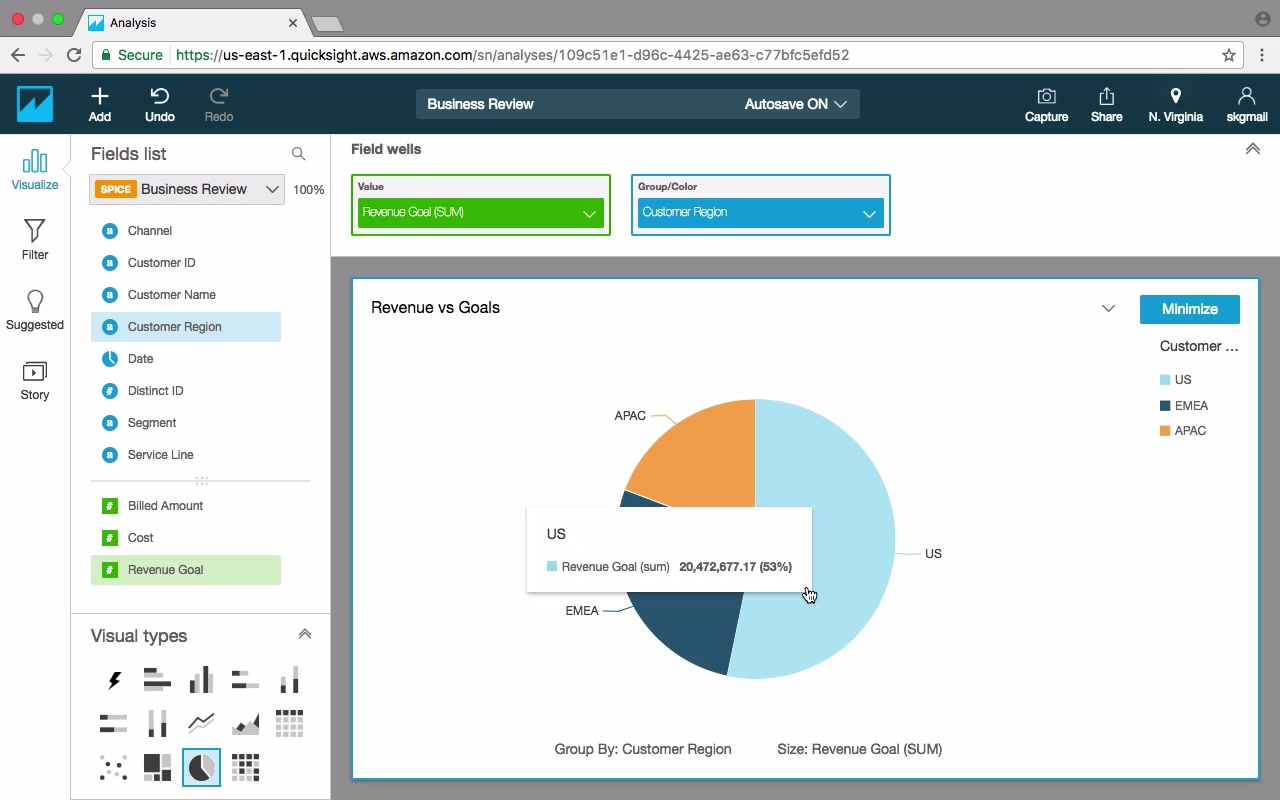 Analysis
Secure
https://us-east-1.quicksight.aws.amazon.com/sn/analyses/109c51e1-d96c-4425-ae63-c77bfc5efd52
Add
Undo
Redo
Business Review
Autosave ON
Capture
Share
N. Virginia
skgmail
Visualize
Filter
Suggested
Story
Fields list
SPICE Business Review 100%
a Channel
a Customer ID
a Customer Name
a Customer Region
Date
# Distinct ID
a Segment
a Service Line
# Billed Amount
# Cost
# Revenue Goal
Visual types
Field wells
Value
Revenue Goal (SUM)
Group/Color
Customer Region
Revenue vs Goals
Minimize
Customer ...
US
EMEA
APAC
APAC
US
EMEA
US
Revenue Goal (sum) 20,472,677.17 (53%)
Group By: Customer Region
Size: Revenue Goal (SUM)